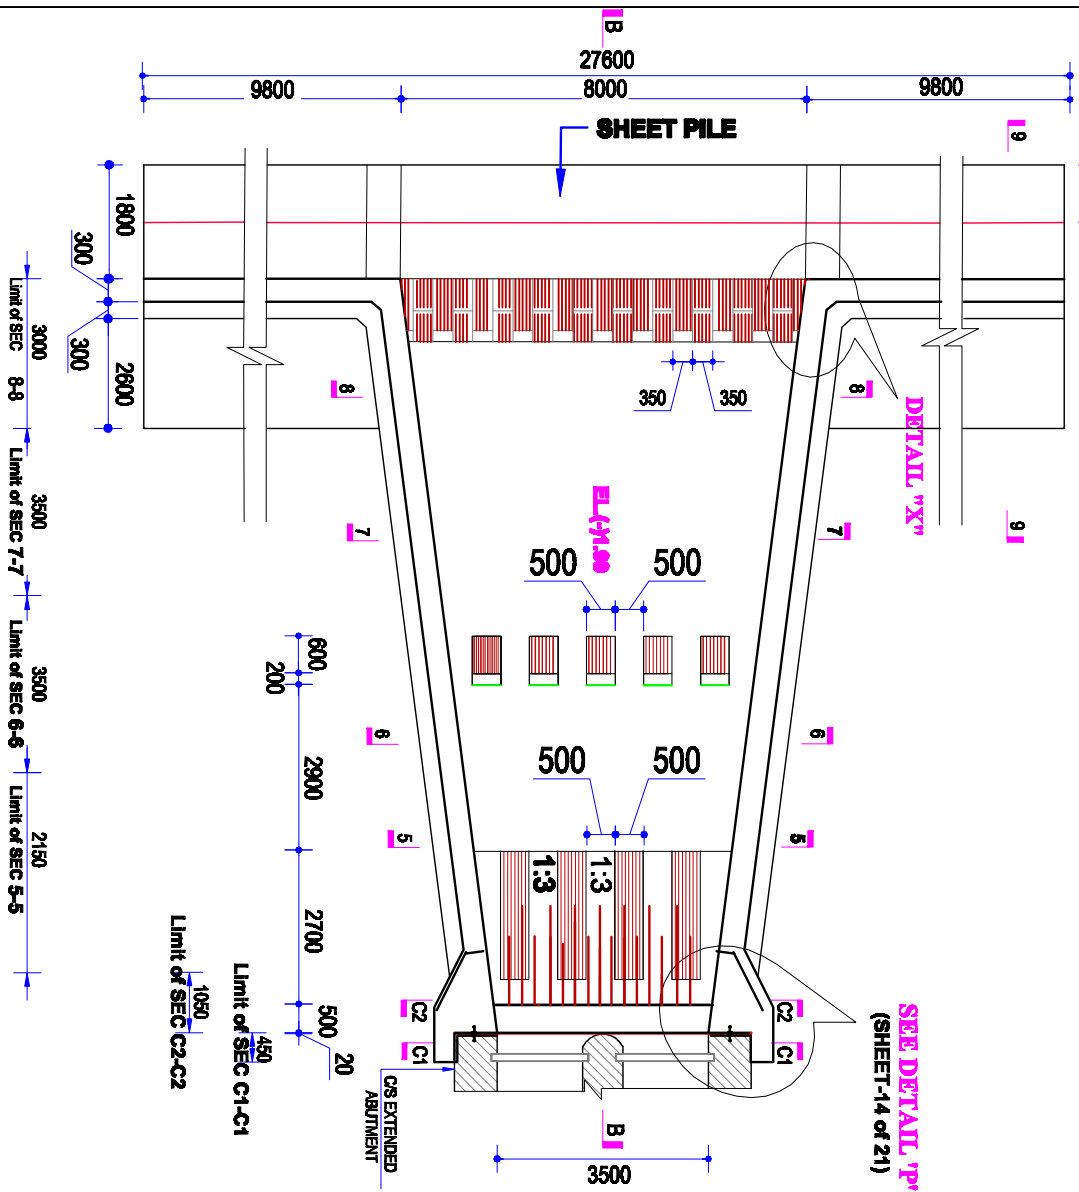 B
27600
9800
8000
9800
SHEET PILE
9
1800
300
Limit of SEC 8-8
3000
300
2600
8
8
350
350
DETAIL "X"
Limit of SEC 7-7
3500
7
7
9
500
500
600
200
Limit of SEC 6-6
3500
6
6
2900
500
500
Limit of SEC 5-5
2150
5
5
1:3
1:3
2700
Limit of SEC C2-C2
1050
Limit of SEC C1-C1
450
500
20
C2
C1
C2
C1
SEE DETAIL 'P'
(SHEET-14 of 21)
C/S EXTENDED
ABUTMENT
B
3500